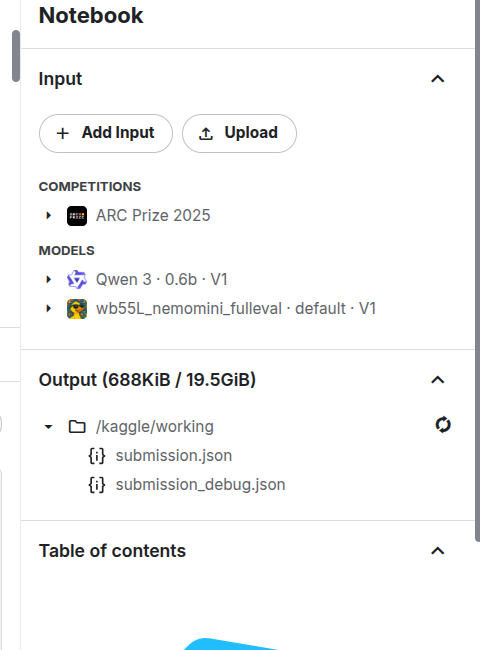 Notebook
Input
Add Input
Upload
COMPETITIONS
ARC Prize 2025
MODELS
Qwen 3 · 0.6b · V1
wb55L_nemomini_fulleval · default · V1
Output (688KiB / 19.5GiB)
/kaggle/working
submission.json
submission_debug.json
Table of contents